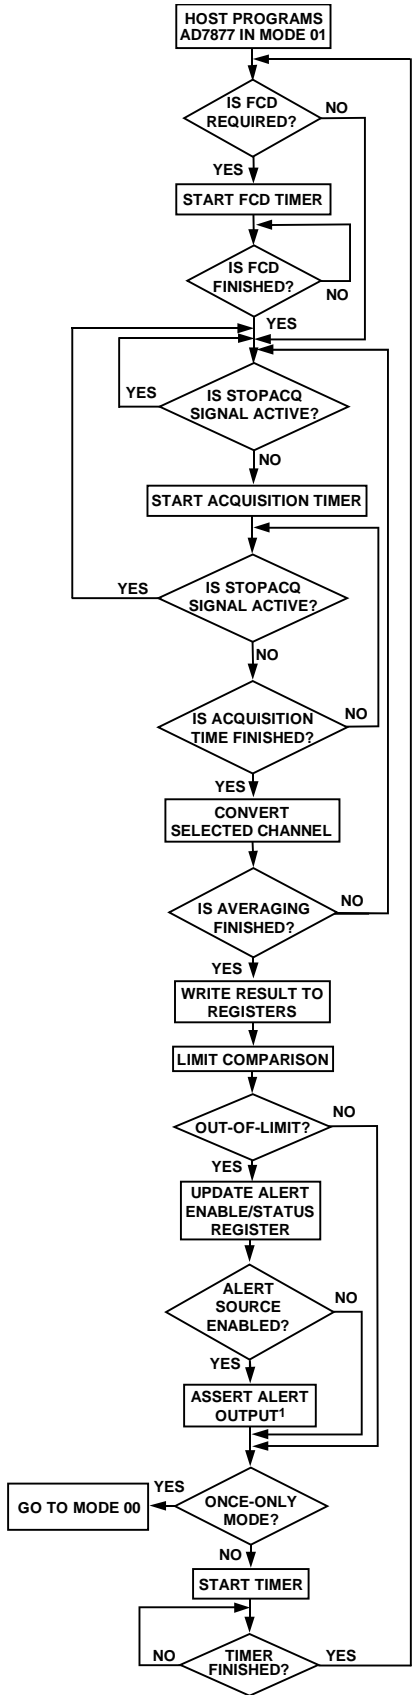 HOST PROGRAMS
AD7877 IN MODE 01
IS FCD
REQUIRED?
NO
YES
START FCD TIMER
IS FCD
FINISHED?
NO
YES
YES
IS STOPACQ
SIGNAL ACTIVE?
NO
START ACQUISITION TIMER
YES
IS STOPACQ
SIGNAL ACTIVE?
NO
IS ACQUISITION
TIME FINISHED?
NO
YES
CONVERT
SELECTED CHANNEL
IS AVERAGING
FINISHED?
NO
YES
WRITE RESULT TO
REGISTERS
LIMIT COMPARISON
OUT-OF-LIMIT?
NO
YES
UPDATE ALERT
ENABLE/STATUS
REGISTER
ALERT
SOURCE
ENABLED?
NO
YES
ASSERT ALERT
OUTPUT¹
YES
GO TO MODE 00
ONCE-ONLY
MODE?
NO
START TIMER
NO
TIMER
FINISHED?
YES